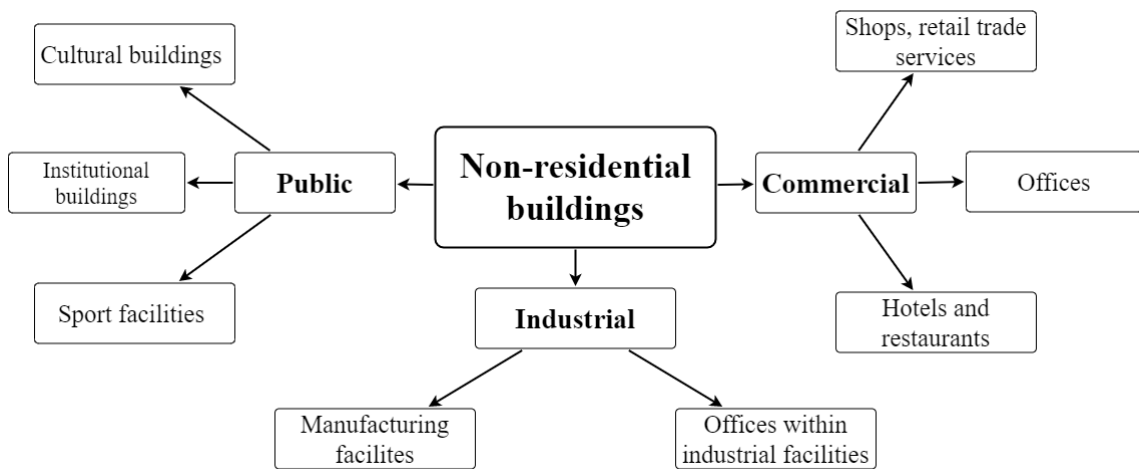 Cultural buildings
Shops, retail trade
services
Institutional
buildings
Public
Non-residential
buildings
Commercial
Offices
Sport facilities
Industrial
Hotels and
restaurants
Manufacturing
facilites
Offices within
industrial facilities